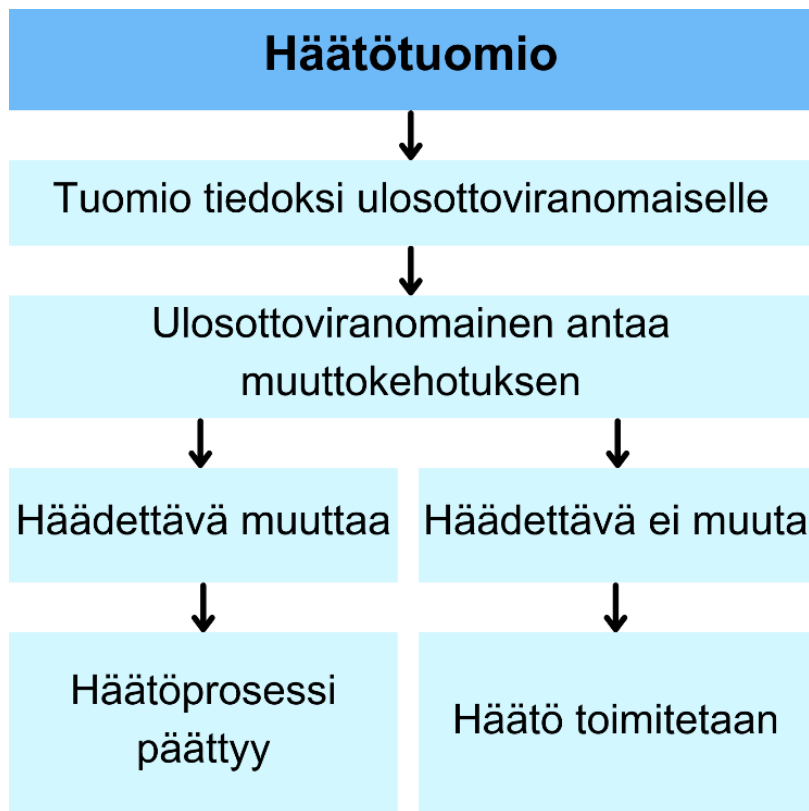 Häätötuomio
Tuomio tiedoksi ulosottoviranomaiselle
Ulosottoviranomainen antaa
muuttokehotuksen
Häädettävä muuttaa
Häädettävä ei muuta
Häätöprosessi
päättyy
Häätö toimitetaan